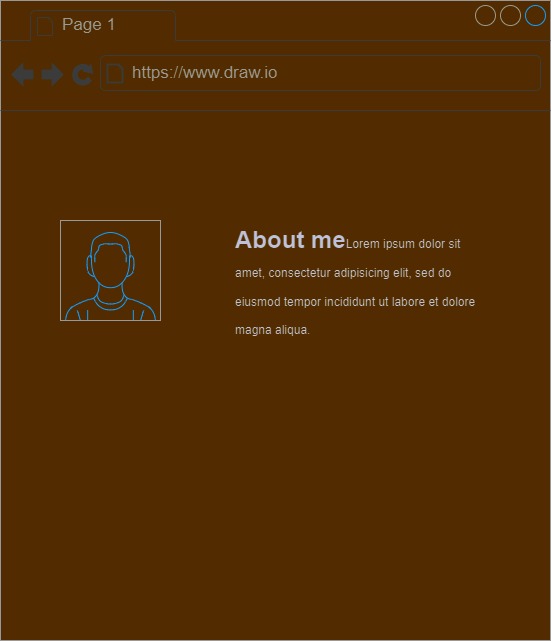 Page 1
https://www.draw.io
About meLorem ipsum dolor sit
amet, consectetur adipisicing elit, sed do
eiusmod tempor incididunt ut labore et dolore
magna aliqua.